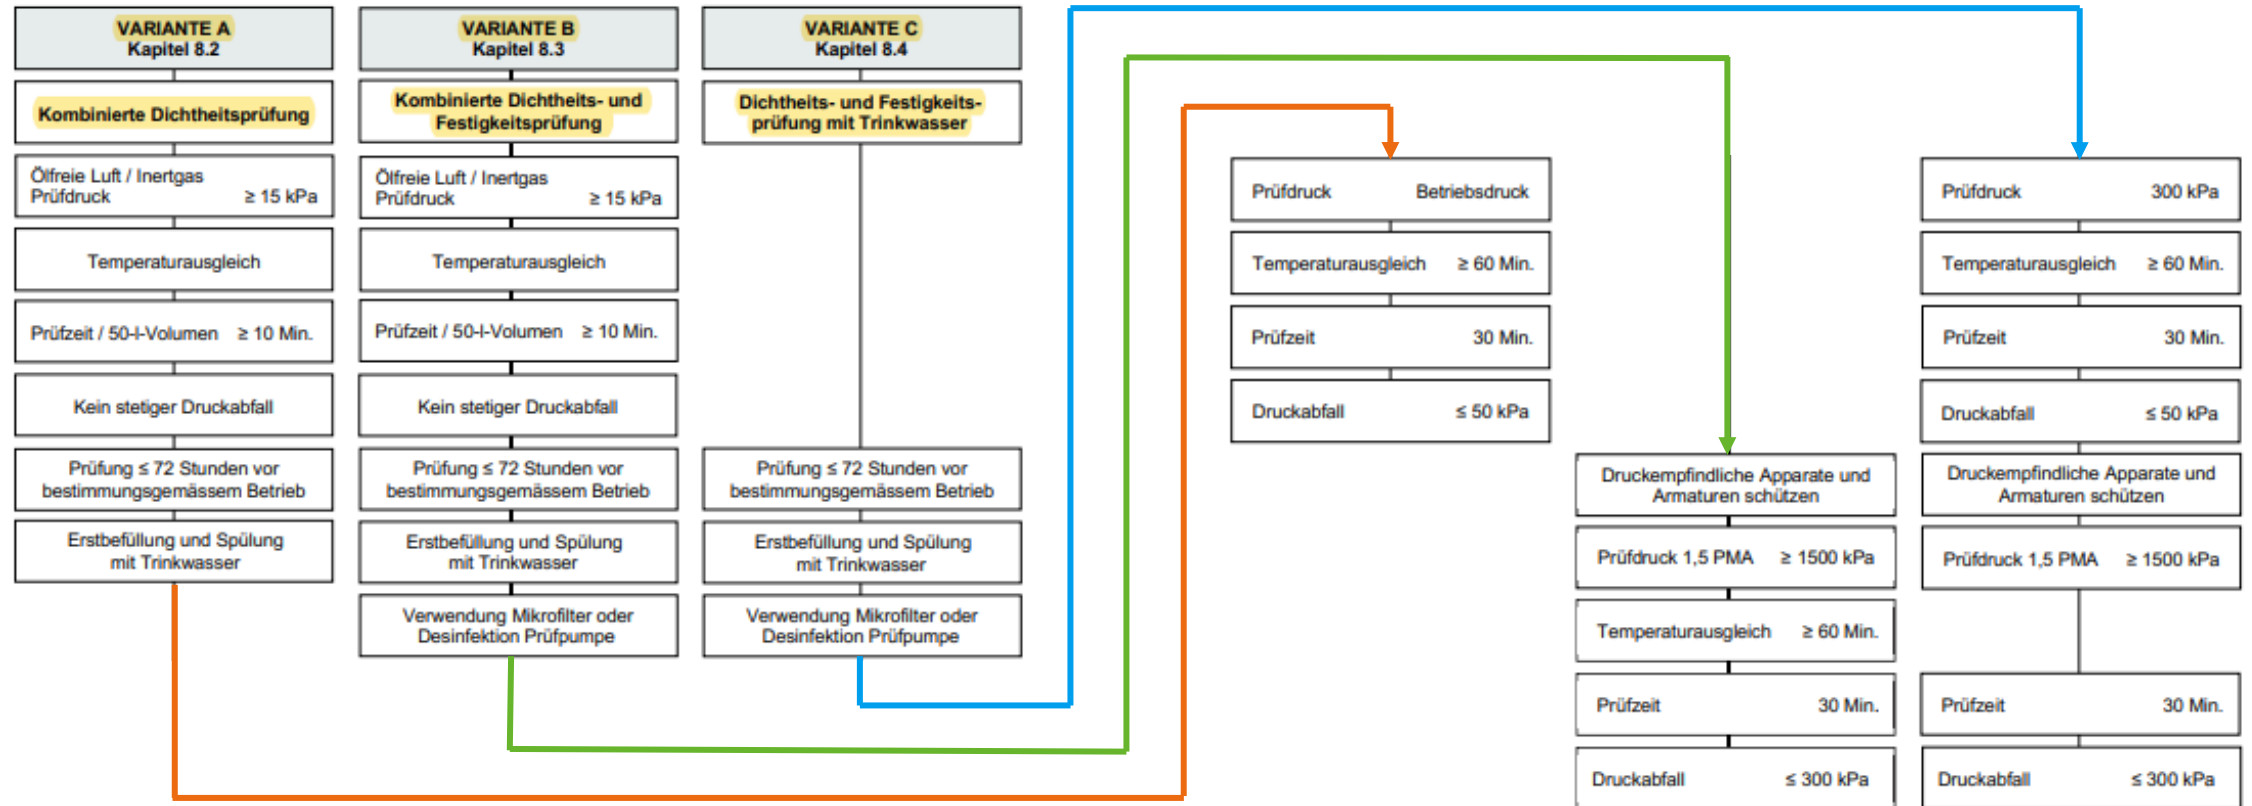 VARIANTE A
Kapitel 8.2
Kombinierte Dichtheitsprüfung
Ölfreie Luft / Inertgas
Prüfdruck ≥ 15 kPa
Temperaturausgleich
Prüfzeit / 50-l-Volumen ≥ 10 Min.
Kein stetiger Druckabfall
Prüfung ≤ 72 Stunden vor
bestimmungsgemässem Betrieb
Erstbefüllung und Spülung
mit Trinkwasser
VARIANTE B
Kapitel 8.3
Kombinierte Dichtheits- und
Festigkeitsprüfung
Ölfreie Luft / Inertgas
Prüfdruck ≥ 15 kPa
Temperaturausgleich
Prüfzeit / 50-l-Volumen ≥ 10 Min.
Kein stetiger Druckabfall
Prüfung ≤ 72 Stunden vor
bestimmungsgemässem Betrieb
Erstbefüllung und Spülung
mit Trinkwasser
Verwendung Mikrofilter oder
Desinfektion Prüfpumpe
VARIANTE C
Kapitel 8.4
Dichtheits- und Festigkeits-
prüfung mit Trinkwasser
Prüfung ≤ 72 Stunden vor
bestimmungsgemässem Betrieb
Erstbefüllung und Spülung
mit Trinkwasser
Verwendung Mikrofilter oder
Desinfektion Prüfpumpe
Prüfdruck Betriebsdruck
Temperaturausgleich ≥ 60 Min.
Prüfzeit 30 Min.
Druckabfall ≤ 50 kPa
Druckempfindliche Apparate und
Armaturen schützen
Prüfdruck 1,5 PMA ≥ 1500 kPa
Temperaturausgleich ≥ 60 Min.
Prüfzeit 30 Min.
Druckabfall ≤ 300 kPa
Prüfdruck 300 kPa
Temperaturausgleich ≥ 60 Min.
Prüfzeit 30 Min.
Druckabfall ≤ 50 kPa
Druckempfindliche Apparate und
Armaturen schützen
Prüfdruck 1,5 PMA ≥ 1500 kPa
Prüfzeit 30 Min.
Druckabfall ≤ 300 kPa